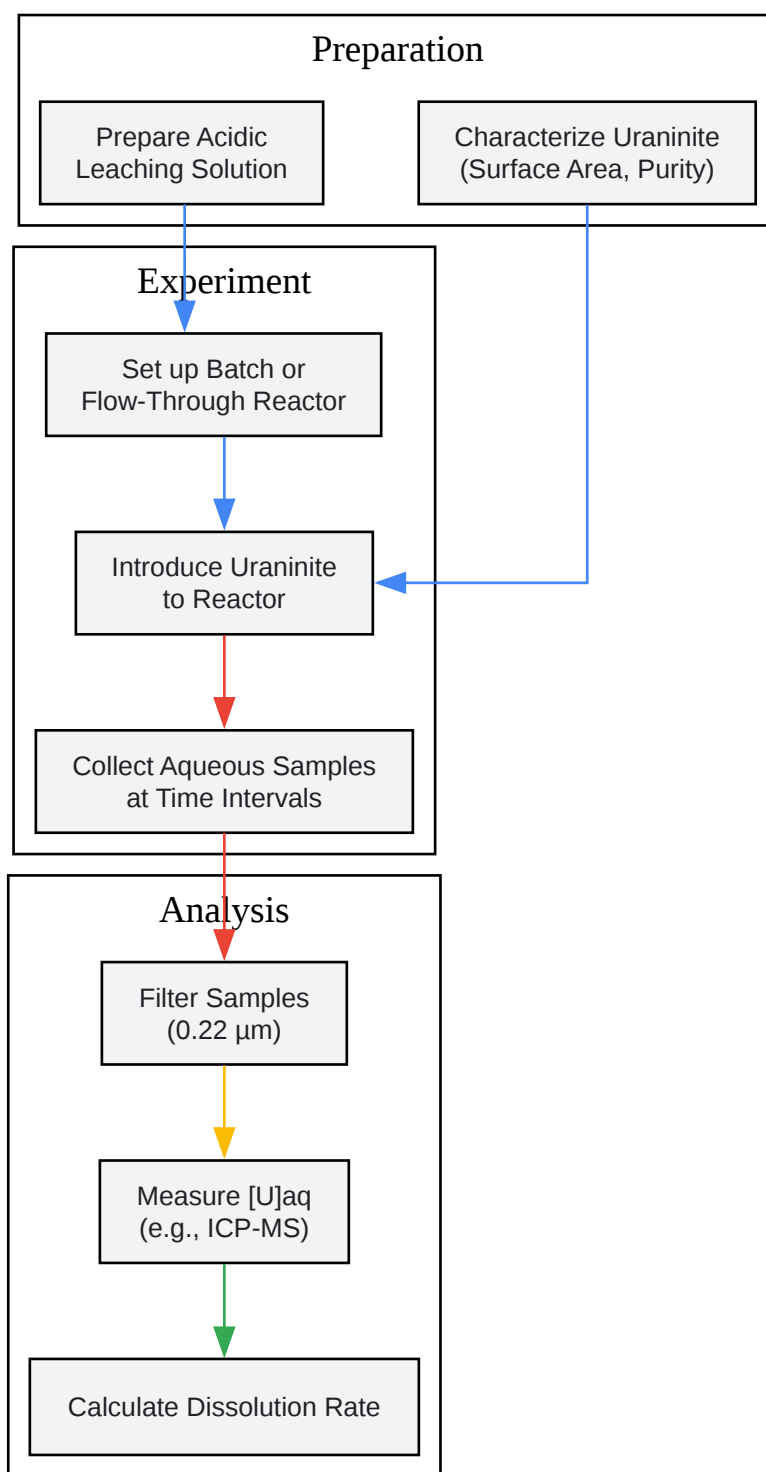 Preparation
Prepare Acidic
Leaching Solution
Characterize Uraninite
(Surface Area, Purity)
Experiment
Set up Batch or
Flow-Through Reactor
Introduce Uraninite
to Reactor
Collect Aqueous Samples
at Time Intervals
Analysis
Filter Samples
(0.22 µm)
Measure [U]aq
(e.g., ICP-MS)
Calculate Dissolution Rate